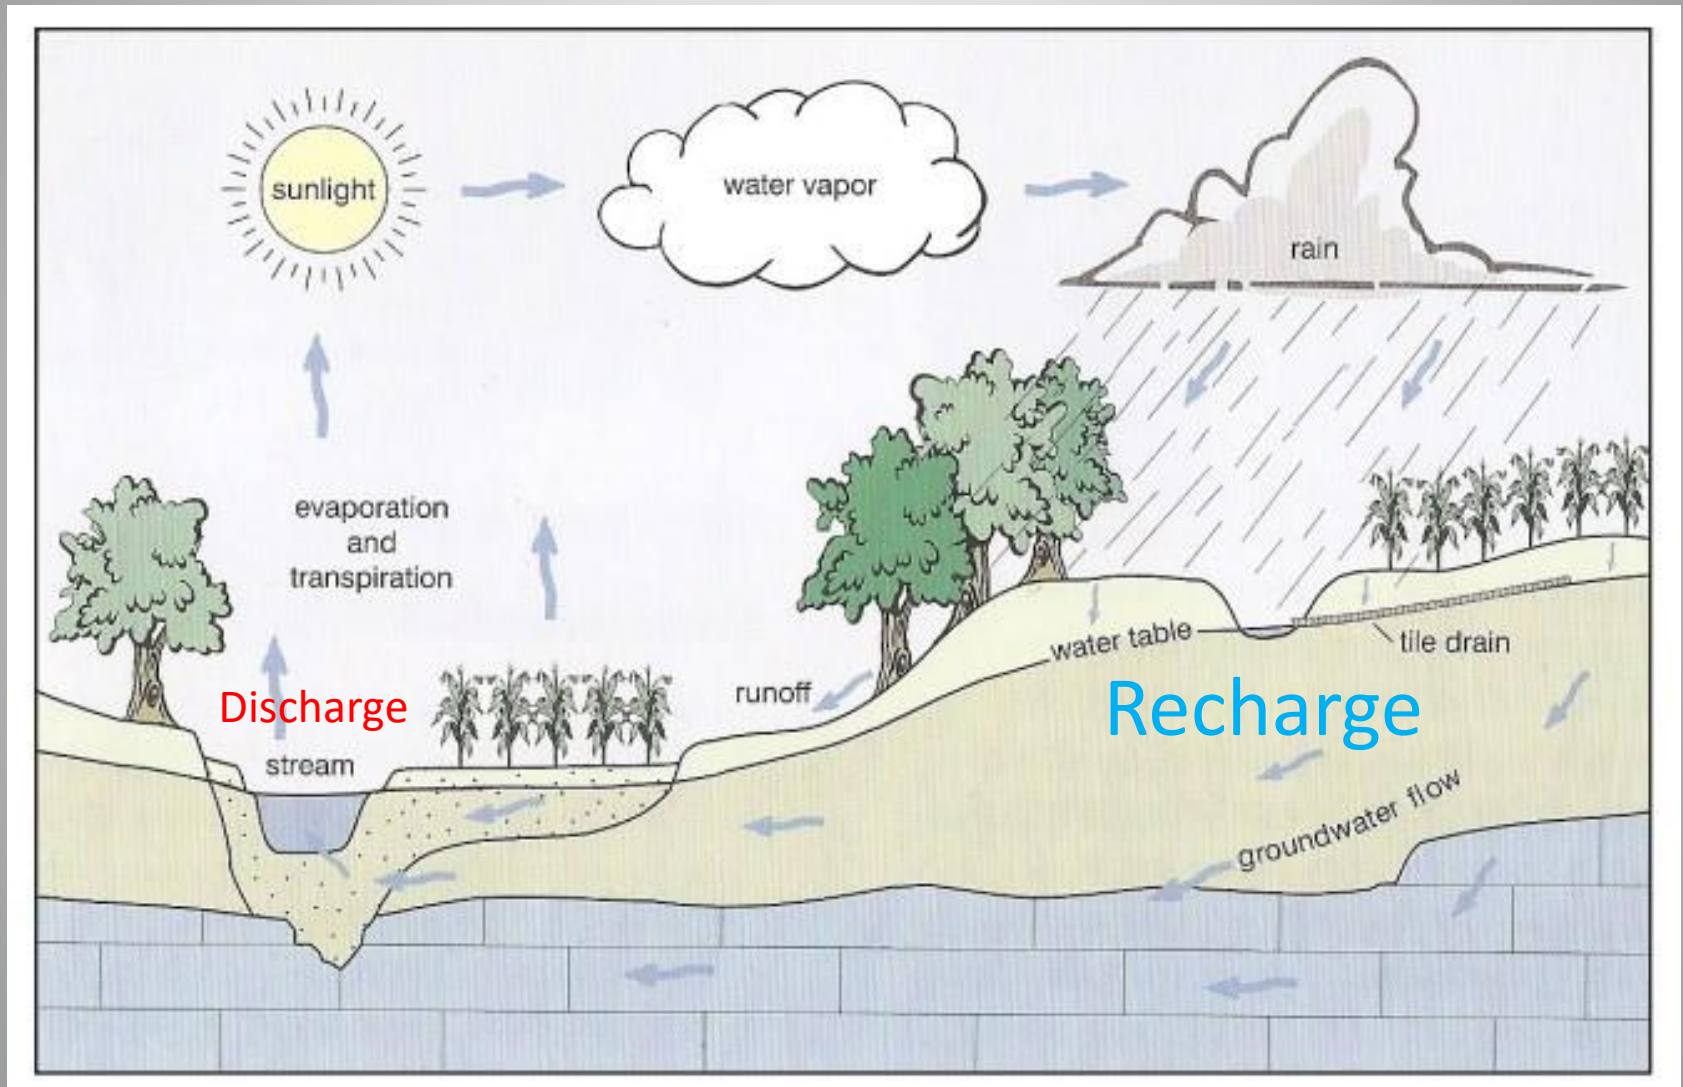 sunlight
water vapor
rain
evaporation
and
transpiration
water table
tile drain
runoff
Discharge
Recharge
stream
groundwater flow